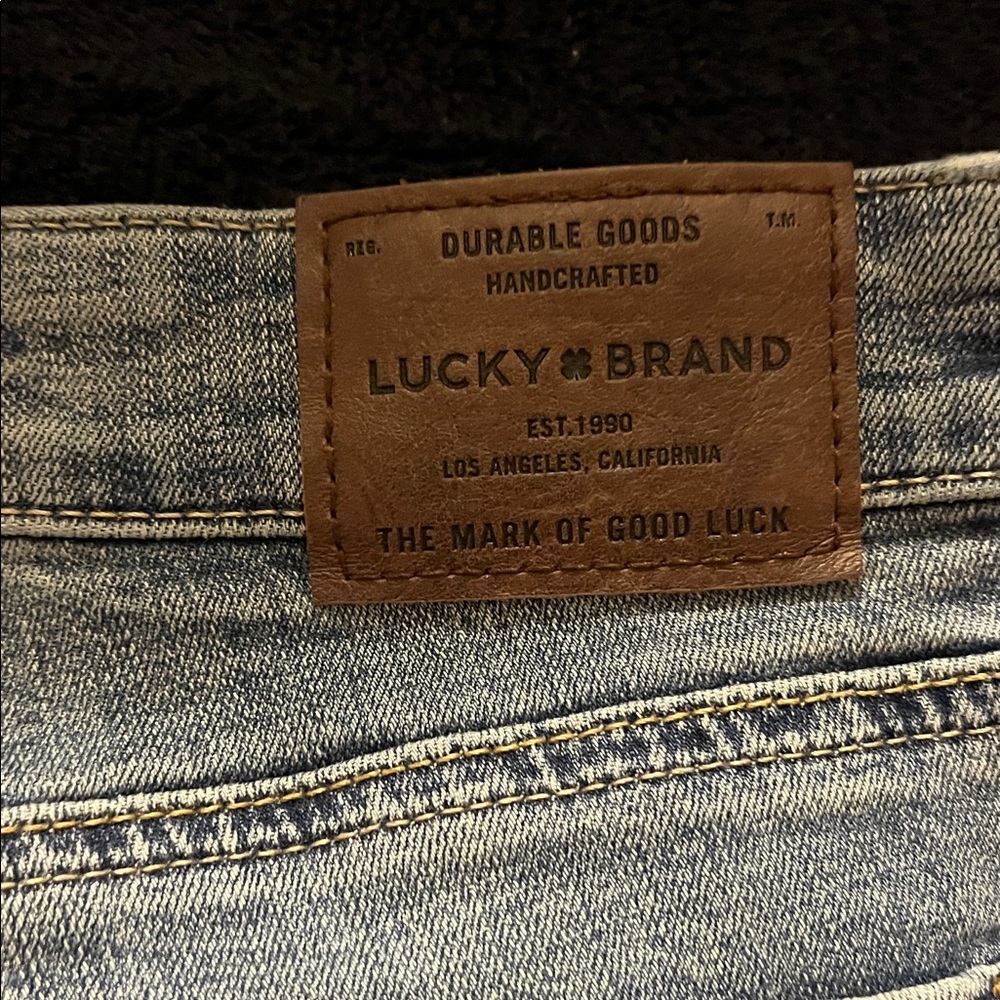 REG. DURABLE GOODS T.M.
HANDCRAFTED
LUCKY BRAND
EST.1990
LOS ANGELES, CALIFORNIA
THE MARK OF GOOD LUCK